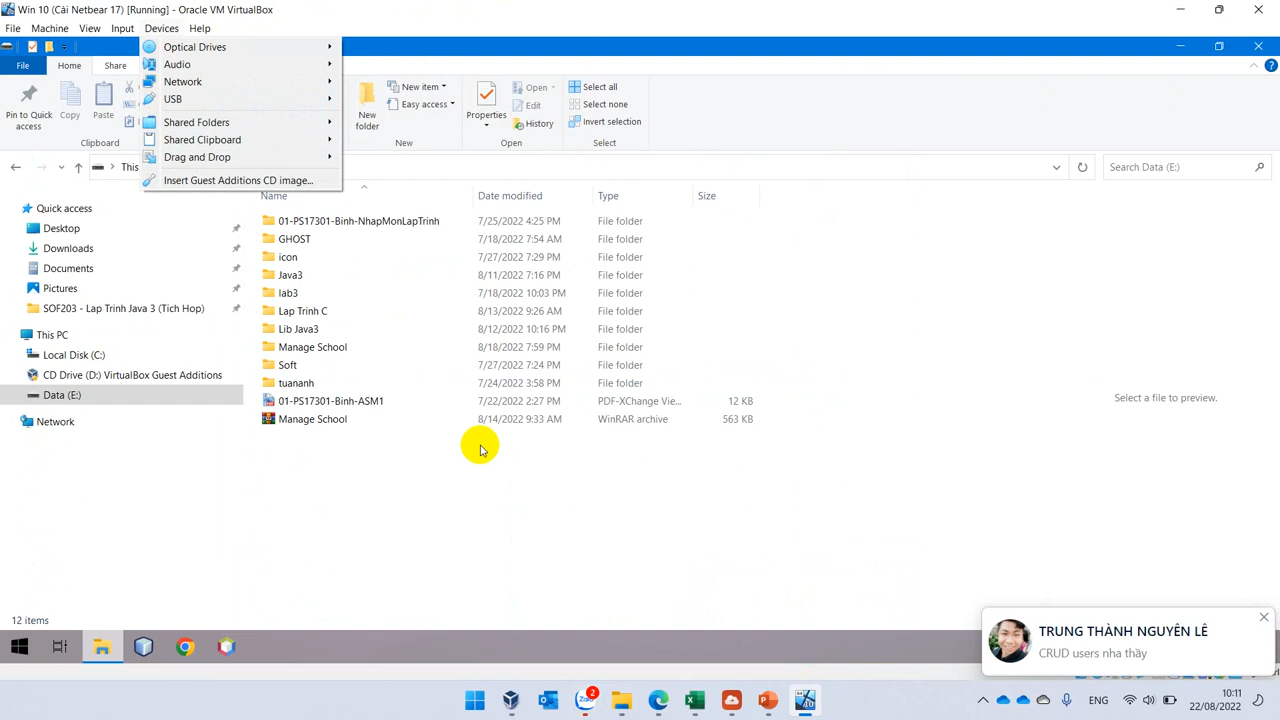 Win 10 (Cài Netbear 17) [Running] - Oracle VM VirtualBox
File Machine View Input Devices Help
Optical Drives
Audio
Network
USB
Shared Folders
Shared Clipboard
Drag and Drop
Insert Guest Additions CD image...
File Home Share
Pin to Quick access
Copy
Paste
Clipboard
New folder
New item
Easy access
New
Properties
Open
Edit
History
Open
Select all
Select none
Invert selection
Select
This
Search Data (E:)
Quick access
Desktop
Downloads
Documents
Pictures
SOF203 - Lap Trinh Java 3 (Tich Hop)
This PC
Local Disk (C:)
CD Drive (D:) VirtualBox Guest Additions
Data (E:)
Network
Name Date modified Type Size
01-PS17301-Binh-NhapMonLapTrinh 7/25/2022 4:25 PM File folder
GHOST 7/18/2022 7:54 AM File folder
icon 7/27/2022 7:29 PM File folder
Java3 8/11/2022 7:16 PM File folder
lab3 7/18/2022 10:03 PM File folder
Lap Trinh C 8/13/2022 9:26 AM File folder
Lib Java3 8/12/2022 10:16 PM File folder
Manage School 8/18/2022 7:59 PM File folder
Soft 7/27/2022 7:24 PM File folder
tuananh 7/24/2022 3:58 PM File folder
01-PS17301-Binh-ASM1 7/22/2022 2:27 PM PDF-XChange Vie... 12 KB
Manage School 8/14/2022 9:33 AM WinRAR archive 563 KB
Select a file to preview.
12 items
TRUNG THÀNH NGUYÊN LÊ
CRUD users nha thầy
Zalo
2
ENG
10:11
22/08/2022